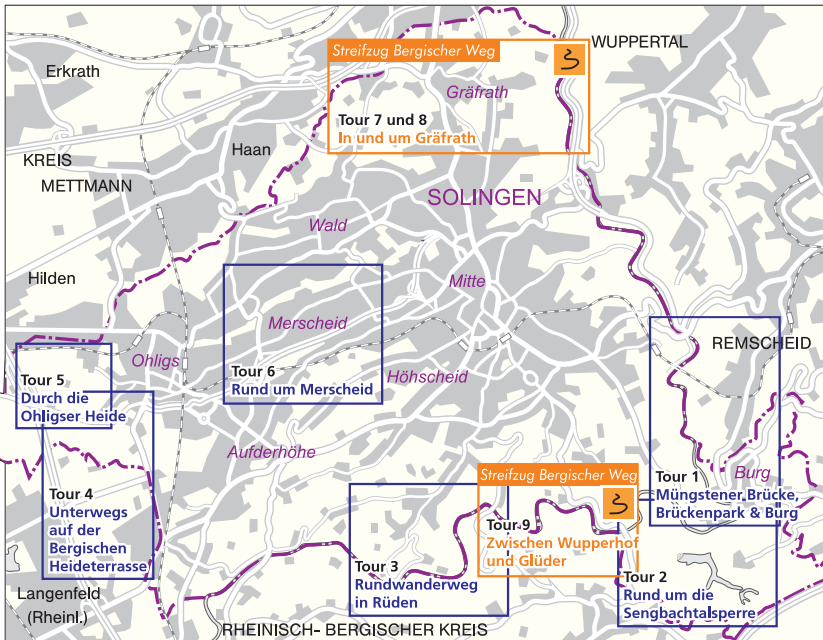 Streifzug Bergischer Weg
WUPPERTAL
Erkrath
Gräfrath
Tour 7 und 8
In und um Gräfrath
Haan
KREIS
METTMANN
SOLINGEN
Wald
Hilden
Mitte
Merscheid
REMSCHEID
Ohligs
Tour 6
Rund um Merscheid
Höhscheid
Tour 5
Durch die
Ohligser Heide
Aufderhöhe
Streifzug Bergischer Weg
Burg
Tour 1
Müngstener Brücke,
Brückenpark & Burg
Tour 4
Unterwegs
auf der
Bergischen
Heideterrasse
Tour 9
Zwischen Wupperhof
und Glüder
Tour 3
Rundwanderweg
in Rüden
Tour 2
Rund um die
Sengbachtalsperre
Langenfeld
(Rheinl.)
RHEINISCH- BERGISCHER KREIS